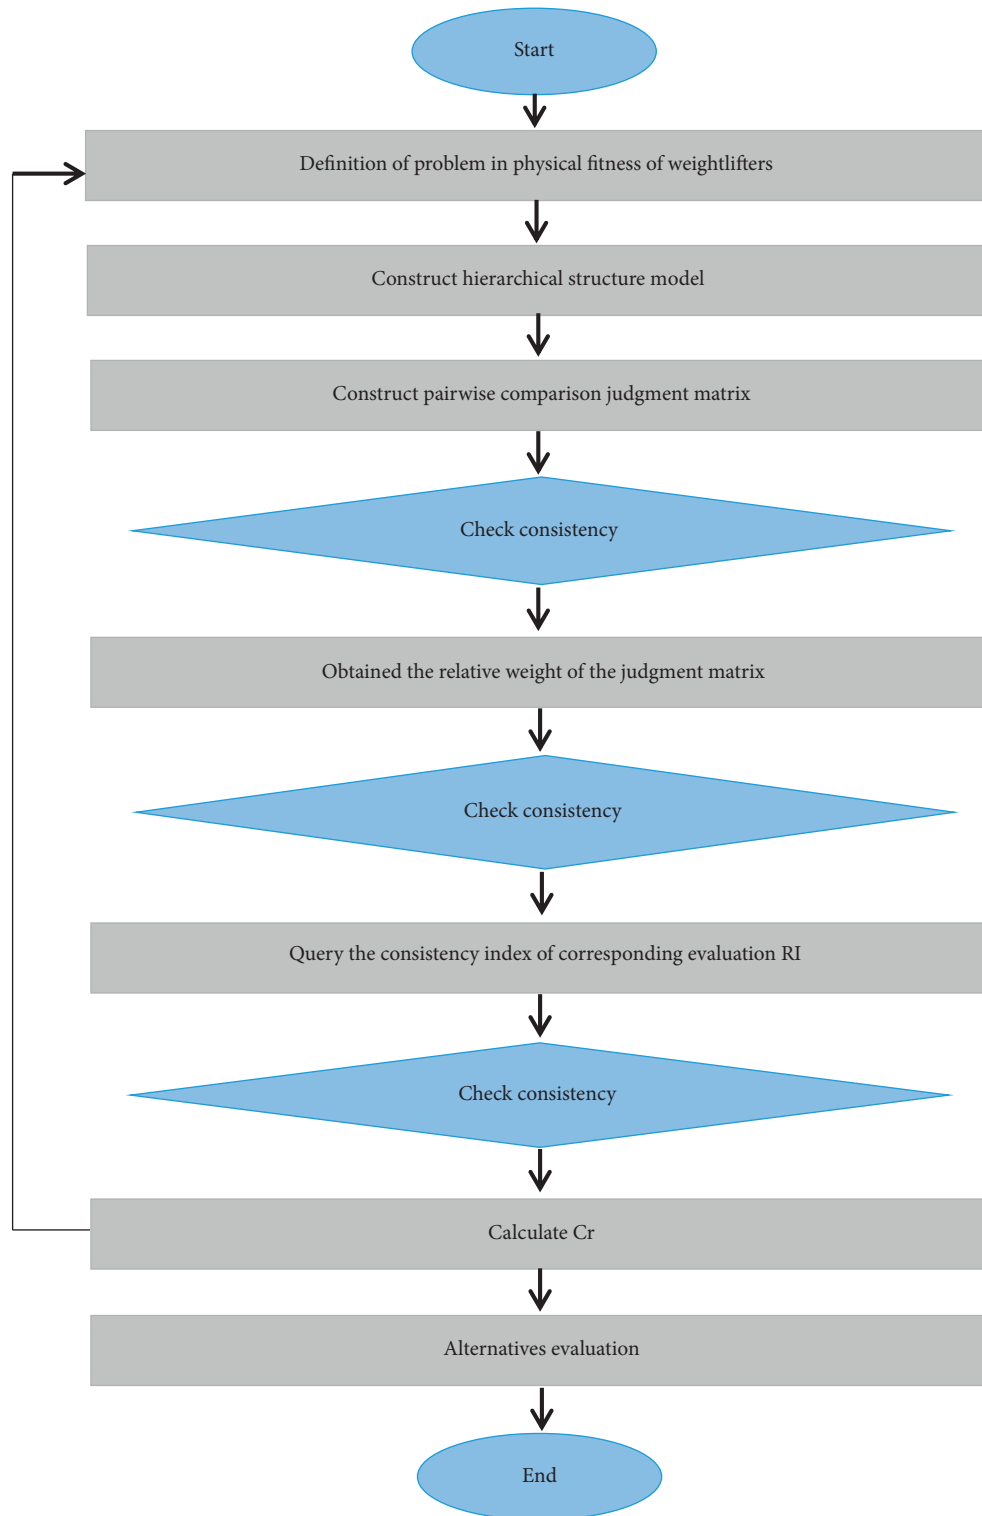 Start
Definition of problem in physical fitness of weightlifters
Construct hierarchical structure model
Construct pairwise comparison judgment matrix
Check consistency
Obtained the relative weight of the judgment matrix
Check consistency
Query the consistency index of corresponding evaluation RI
Check consistency
Calculate Cr
Alternatives evaluation
End